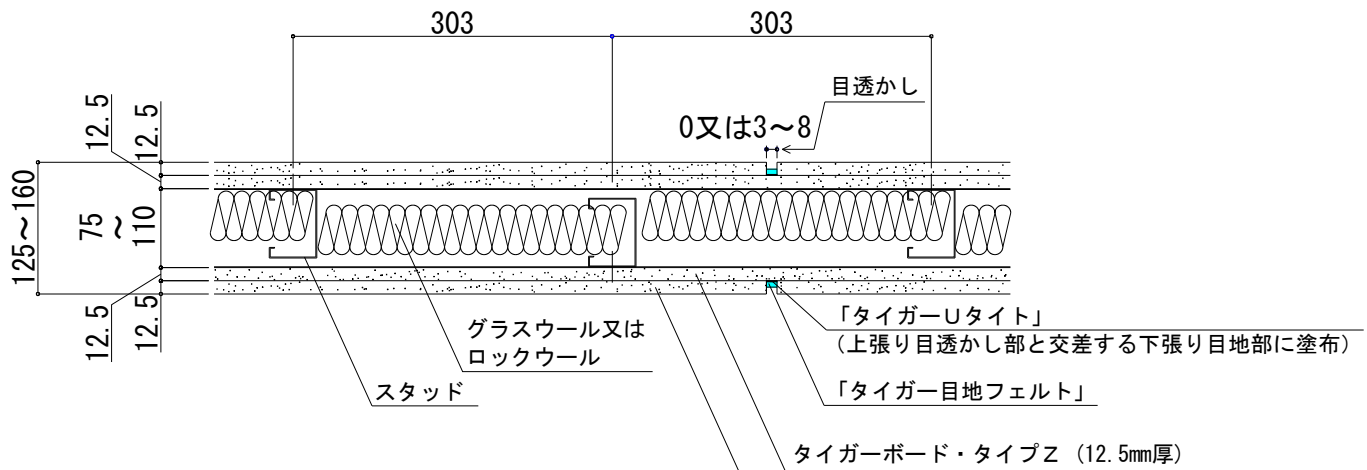 303
303
目透かし
0又は3～8
12.5
12.5
125～160
75～110
12.5
12.5
グラスウール又は
ロックウール
スタッド
「タイガーUタイト」
(上張り目透かし部と交差する下張り目地部に塗布)
「タイガー目地フェルト」
タイガーボード・タイプZ (12.5mm厚)